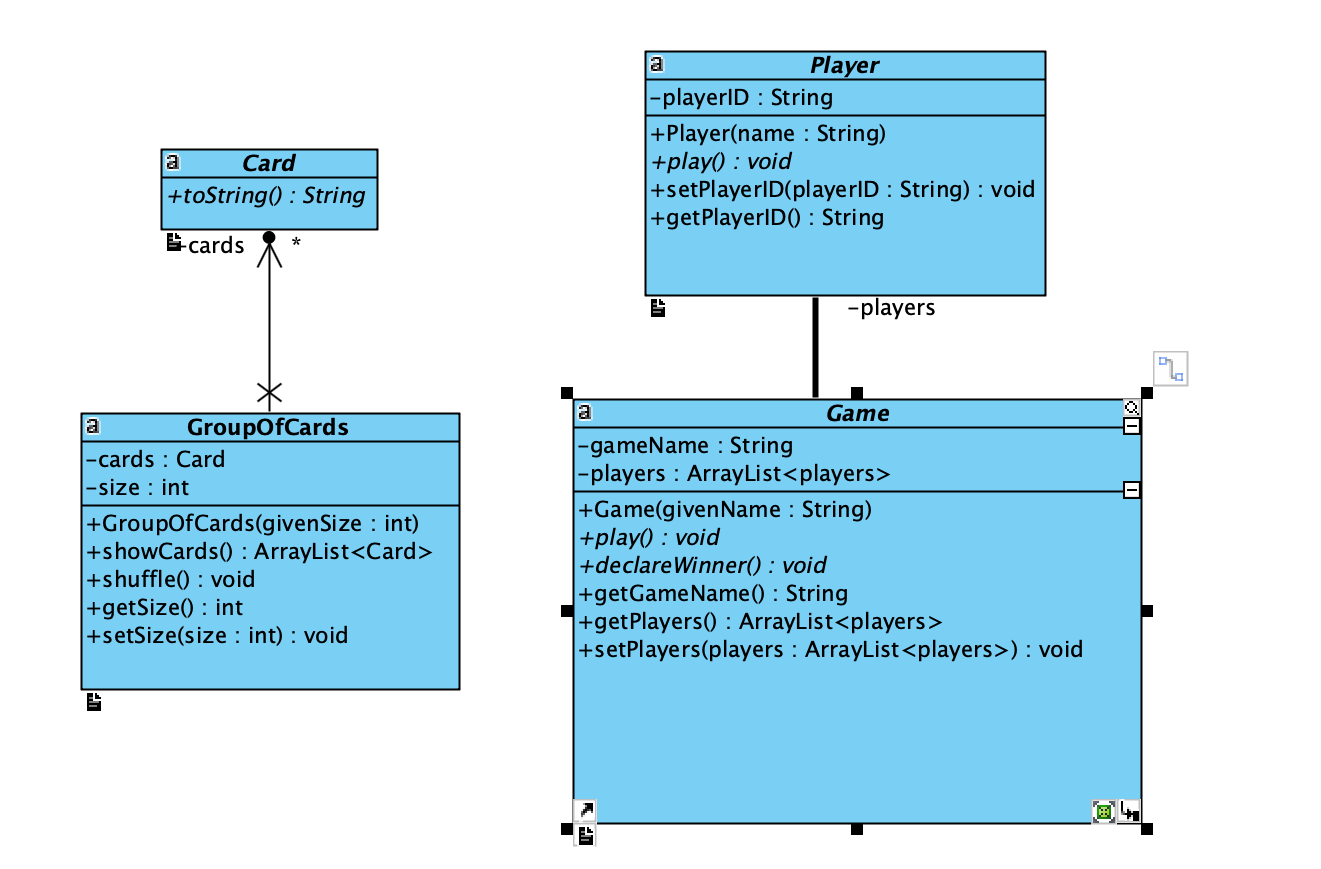 Card
+toString() : String
-cards
*
GroupOfCards
-cards : Card
-size : int
+GroupOfCards(givenSize : int)
+showCards() : ArrayList<Card>
+shuffle() : void
+getSize() : int
+setSize(size : int) : void
Player
-playerID : String
+Player(name : String)
+play() : void
+setPlayerID(playerID : String) : void
+getPlayerID() : String
-players
Game
-gameName : String
-players : ArrayList<players>
+Game(givenName : String)
+play() : void
+declareWinner() : void
+getGameName() : String
+getPlayers() : ArrayList<players>
+setPlayers(players : ArrayList<players>) : void